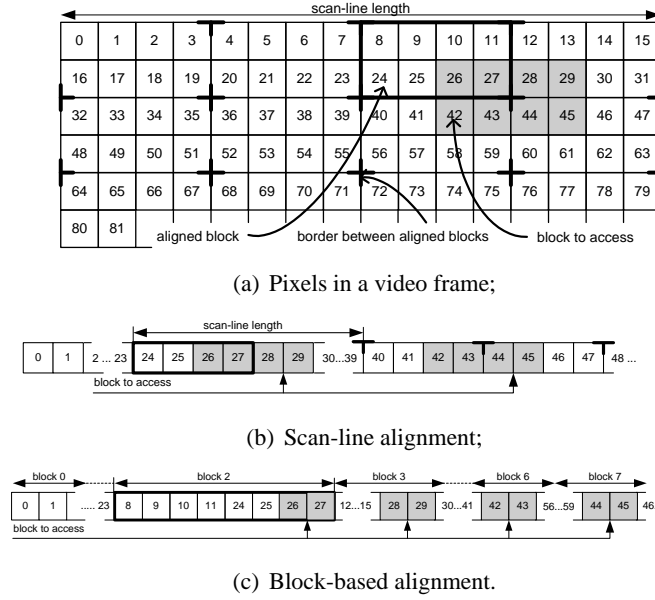 scan-line length
0 1 2 3 4 5 6 7 8 9 10 11 12 13 14 15
16 17 18 19 20 21 22 23 24 25 26 27 28 29 30 31
32 33 34 35 36 37 38 39 40 41 42 43 44 45 46 47
48 49 50 51 52 53 54 55 56 57 58 59 60 61 62 63
64 65 66 67 68 69 70 71 72 73 74 75 76 77 78 79
80 81
aligned block border between aligned blocks block to access
(a) Pixels in a video frame;
scan-line length
0 1 2 ... 23 24 25 26 27 28 29 30...39 40 41 42 43 44 45 46 47 48 ...
block to access
(b) Scan-line alignment;
block 0 block 2 block 3 block 6 block 7
0 1 ..... 23 8 9 10 11 24 25 26 27 12...15 28 29 30...41 42 43 56...59 44 45 46
block to access
(c) Block-based alignment.